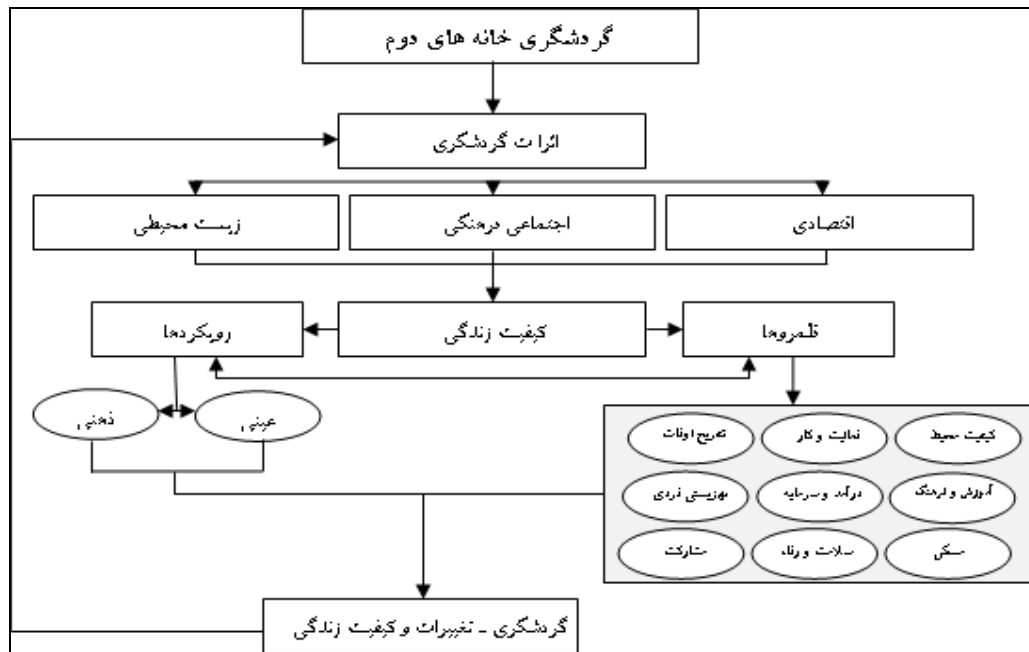 گردشگری خانه های دوم
اثرات گردشگری
اقتصادی
اجتماعی فرهنگی
زیست محیطی
قلمروها
کیفیت زندگی
رویکردها
عینی
ذهنی
کیفیت محیط
فعالیت و کار
تفریح اوقات
آموزش و فرهنگ
درآمد و سرمایه
بهزیستی فردی
مسکن
سلامت و رفاه
مشارکت
گردشگری ـ تغییرات و کیفیت زندگی